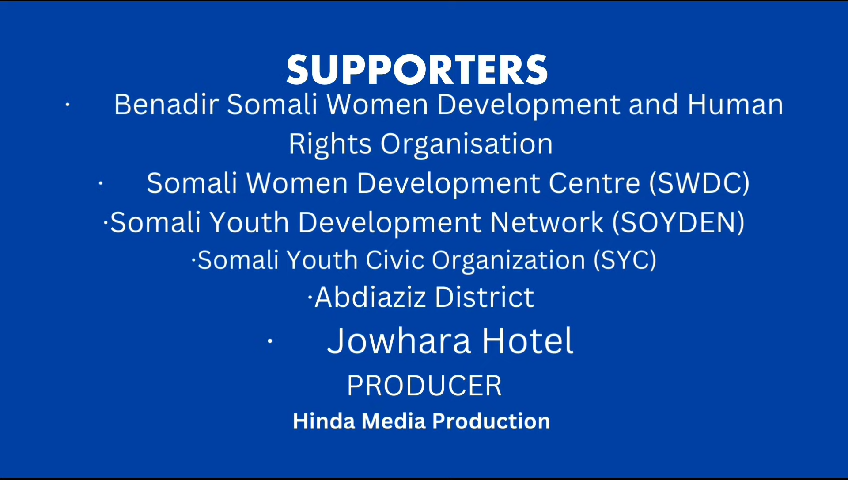 SUPPORTERS
· Benadir Somali Women Development and Human
Rights Organisation
· Somali Women Development Centre (SWDC)
·Somali Youth Development Network (SOYDEN)
·Somali Youth Civic Organization (SYC)
·Abdiaziz District
· Jowhara Hotel
PRODUCER
Hinda Media Production